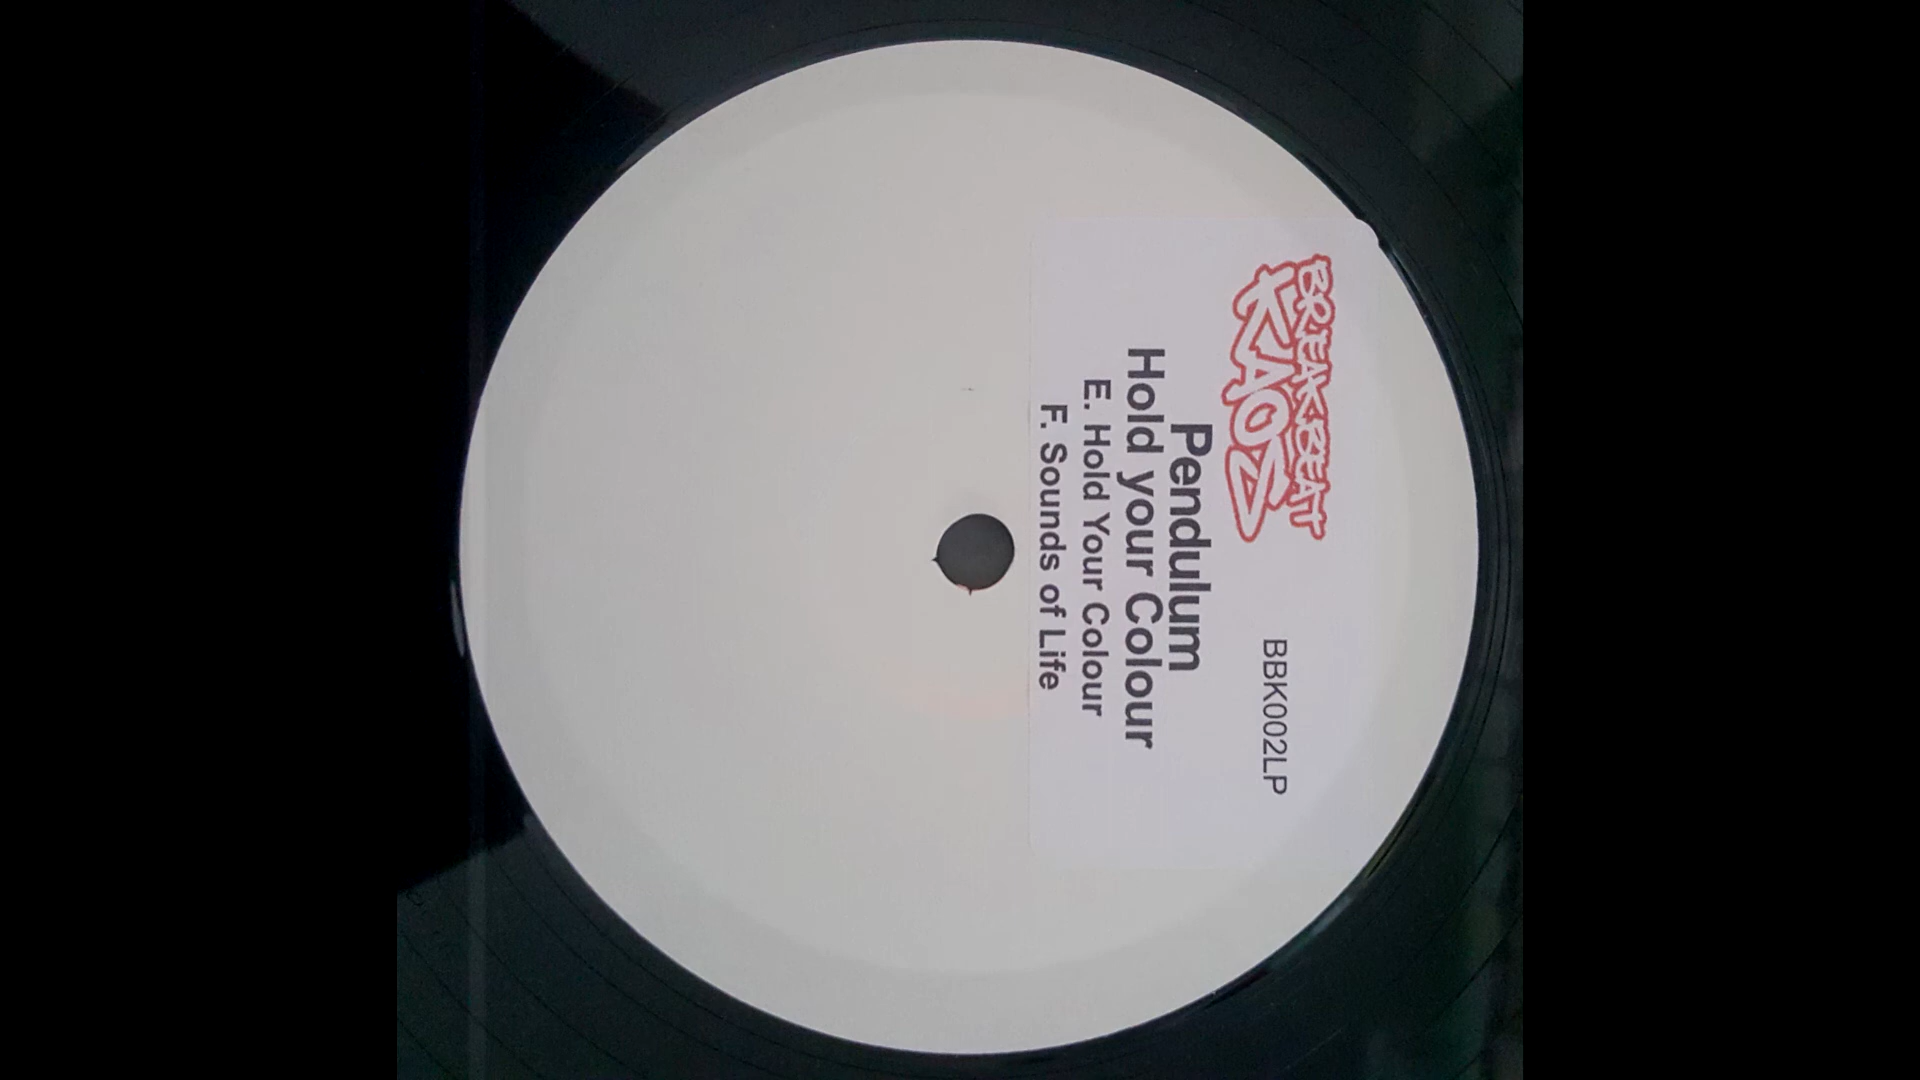 BREAKBEAT
KAOS
BBK002LP
Pendulum
Hold your Colour
E. Hold Your Colour
F. Sounds of Life